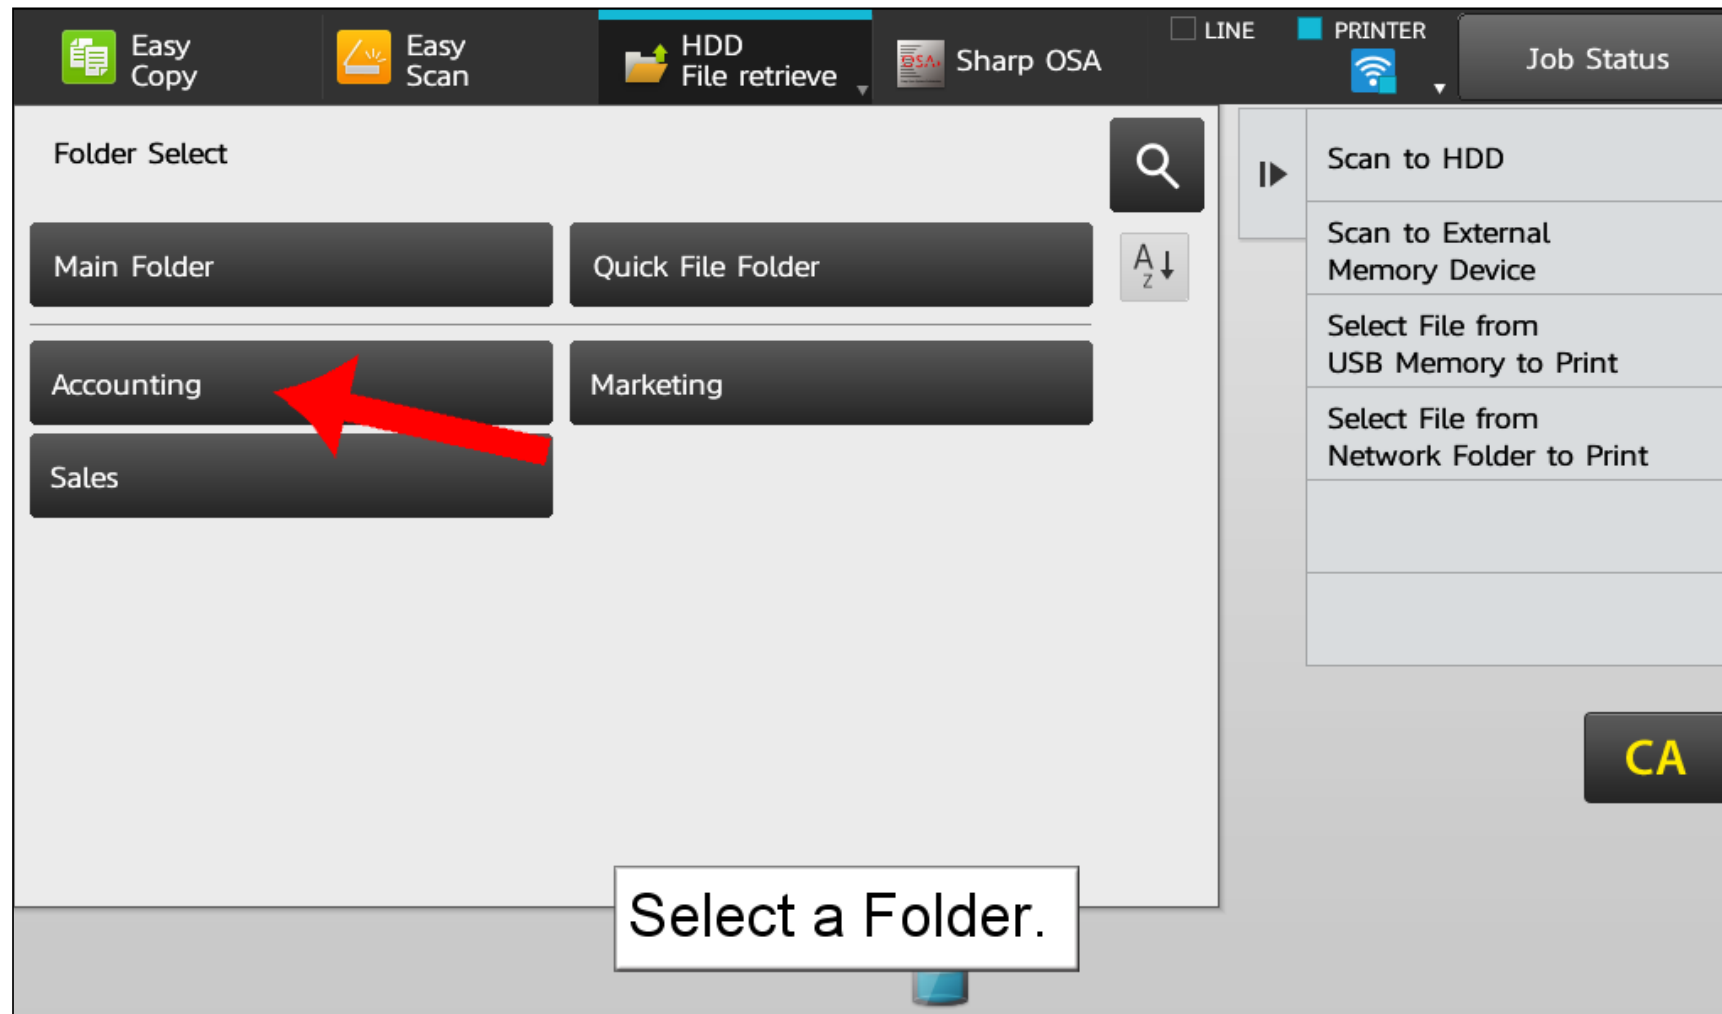 Easy
Copy
Easy
Scan
HDD
File retrieve
OSA
Sharp OSA
LINE
PRINTER
Job Status
Folder Select
Main Folder
Quick File Folder
A
Z
Accounting
Marketing
Sales
Scan to HDD
Scan to External
Memory Device
Select File from
USB Memory to Print
Select File from
Network Folder to Print
CA
Select a Folder.